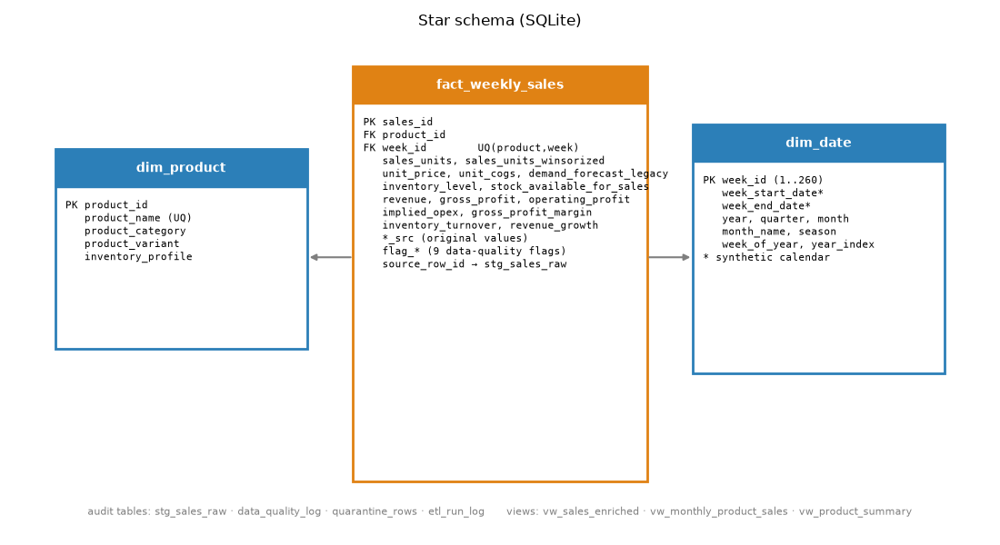 Star schema (SQLite)
fact_weekly_sales
PK sales_id
FK product_id
FK week_id        UQ(product,week)
sales_units, sales_units_winsorized
unit_price, unit_cogs, demand_forecast_legacy
inventory_level, stock_available_for_sales
revenue, gross_profit, operating_profit
implied_opex, gross_profit_margin
inventory_turnover, revenue_growth
*_src (original values)
flag_* (9 data-quality flags)
source_row_id → stg_sales_raw
dim_product
PK product_id
product_name (UQ)
product_category
product_variant
inventory_profile
dim_date
PK week_id (1..260)
week_start_date*
week_end_date*
year, quarter, month
month_name, season
week_of_year, year_index
* synthetic calendar
audit tables: stg_sales_raw · data_quality_log · quarantine_rows · etl_run_log      views: vw_sales_enriched · vw_monthly_product_sales · vw_product_summary